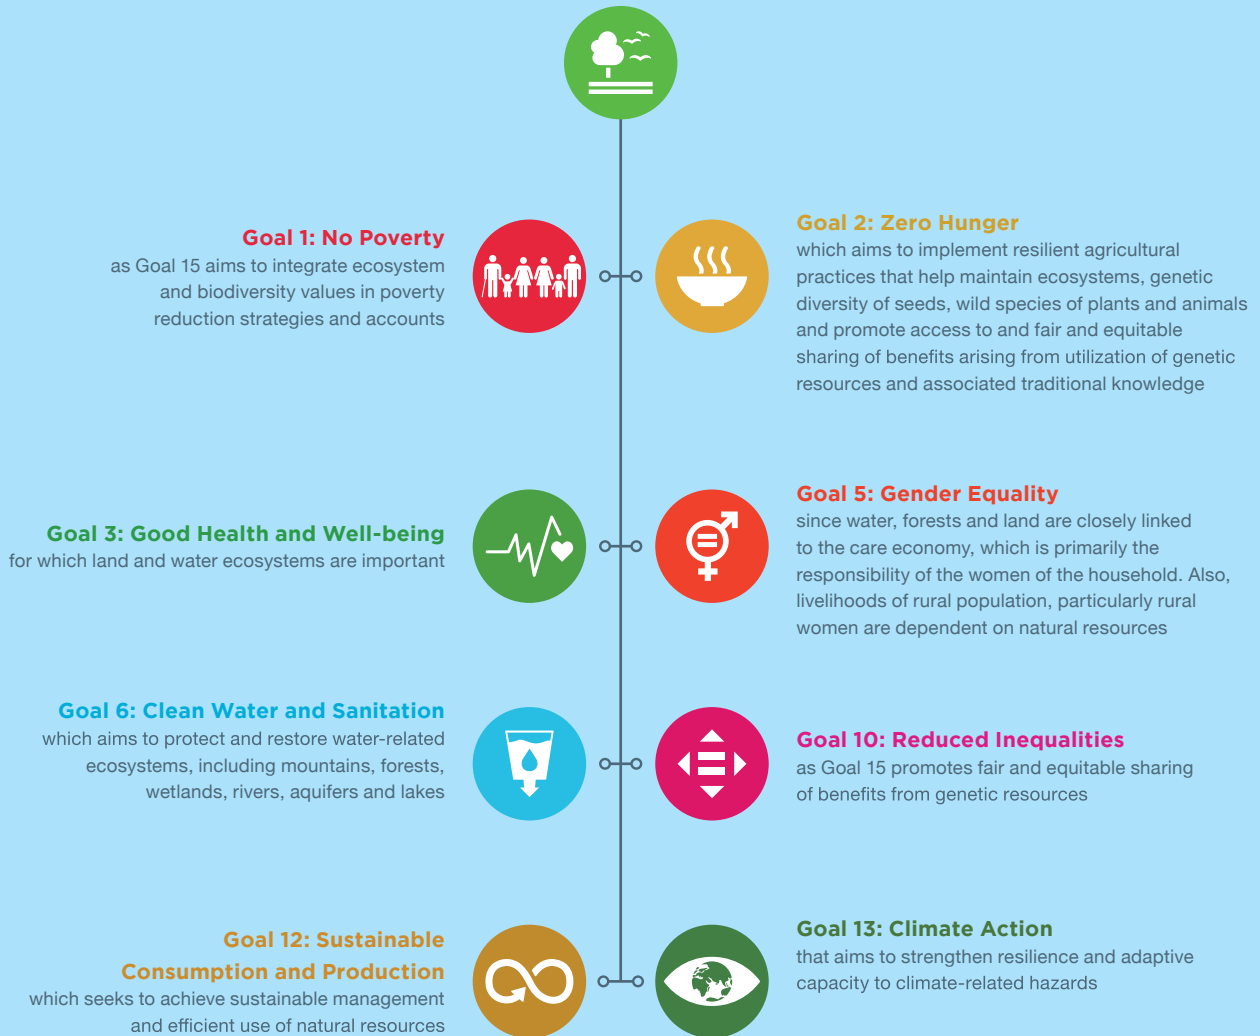 Goal 1: No Poverty
as Goal 15 aims to integrate ecosystem
and biodiversity values in poverty
reduction strategies and accounts
Goal 2: Zero Hunger
which aims to implement resilient agricultural
practices that help maintain ecosystems, genetic
diversity of seeds, wild species of plants and animals
and promote access to and fair and equitable
sharing of benefits arising from utilization of genetic
resources and associated traditional knowledge
Goal 3: Good Health and Well-being
for which land and water ecosystems are important
Goal 5: Gender Equality
since water, forests and land are closely linked
to the care economy, which is primarily the
responsibility of the women of the household. Also,
livelihoods of rural population, particularly rural
women are dependent on natural resources
Goal 6: Clean Water and Sanitation
which aims to protect and restore water-related
ecosystems, including mountains, forests,
wetlands, rivers, aquifers and lakes
Goal 10: Reduced Inequalities
as Goal 15 promotes fair and equitable sharing
of benefits from genetic resources
Goal 12: Sustainable
Consumption and Production
which seeks to achieve sustainable management
and efficient use of natural resources
Goal 13: Climate Action
that aims to strengthen resilience and adaptive
capacity to climate-related hazards